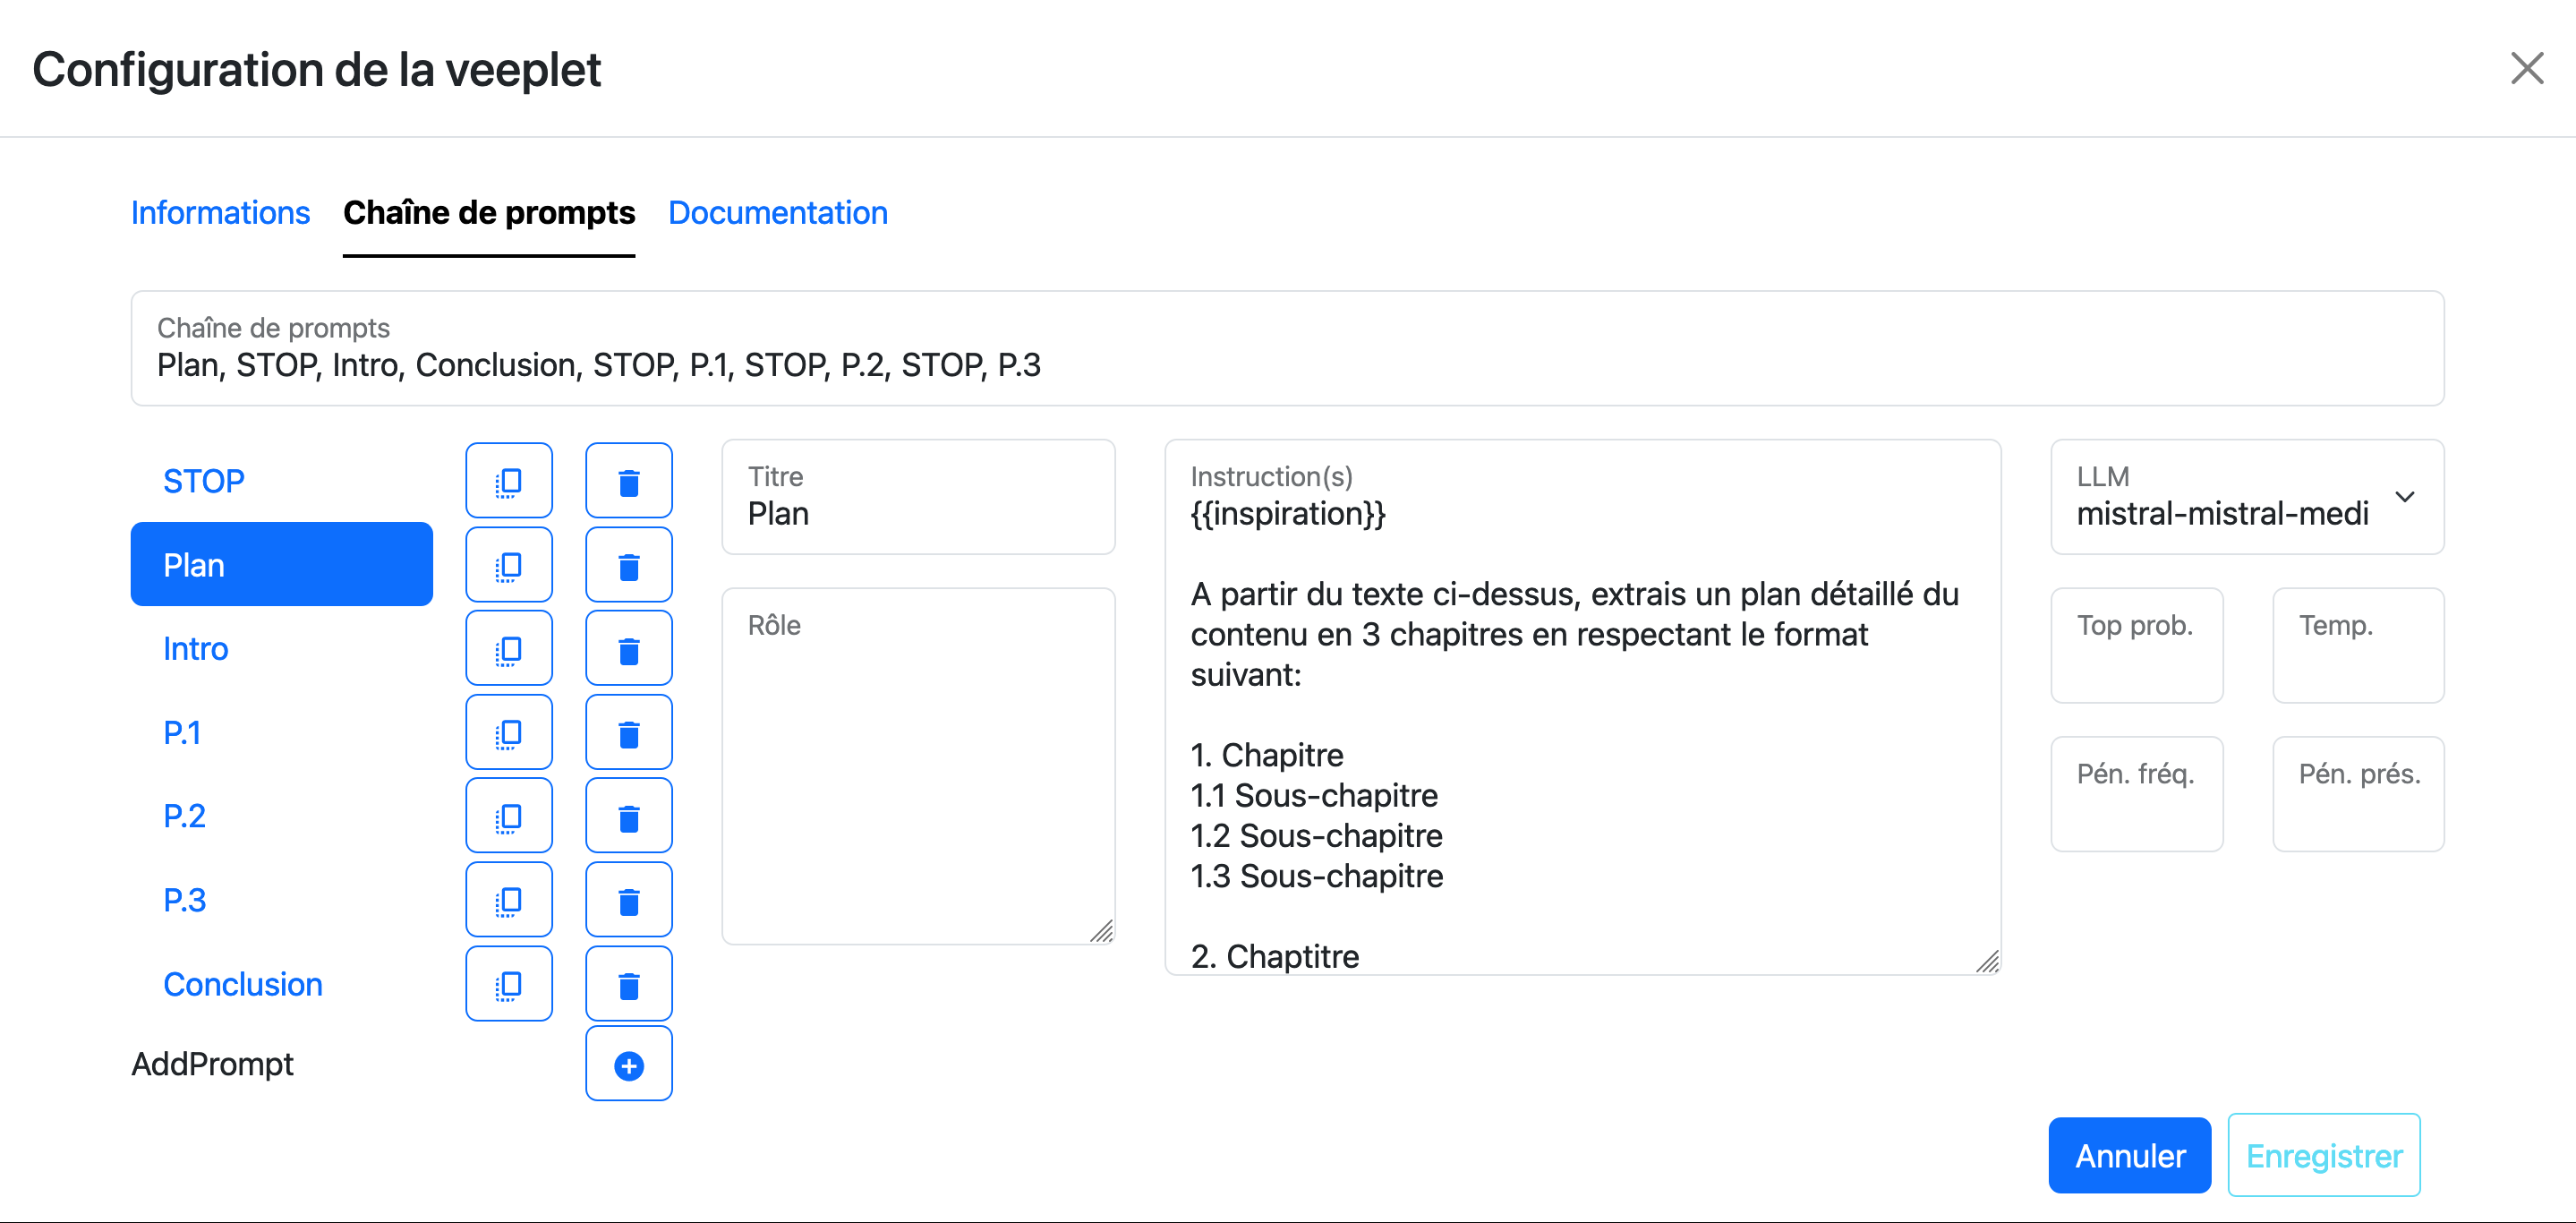 Configuration de la veeplet
Informations
Chaîne de prompts
Documentation
Chaîne de prompts
Plan, STOP, Intro, Conclusion, STOP, P.1, STOP, P.2, STOP, P.3
STOP
Plan
Intro
P.1
P.2
P.3
Conclusion
AddPrompt
Titre
Plan
Rôle
Instruction(s)
{{inspiration}}
A partir du texte ci-dessus, extrais un plan détaillé du
contenu en 3 chapitres en respectant le format
suivant:
1. Chapitre
1.1 Sous-chapitre
1.2 Sous-chapitre
1.3 Sous-chapitre
2. Chaptitre
LLM
mistral-mistral-medi
Top prob.
Temp.
Pén. fréq.
Pén. prés.
Annuler
Enregistrer